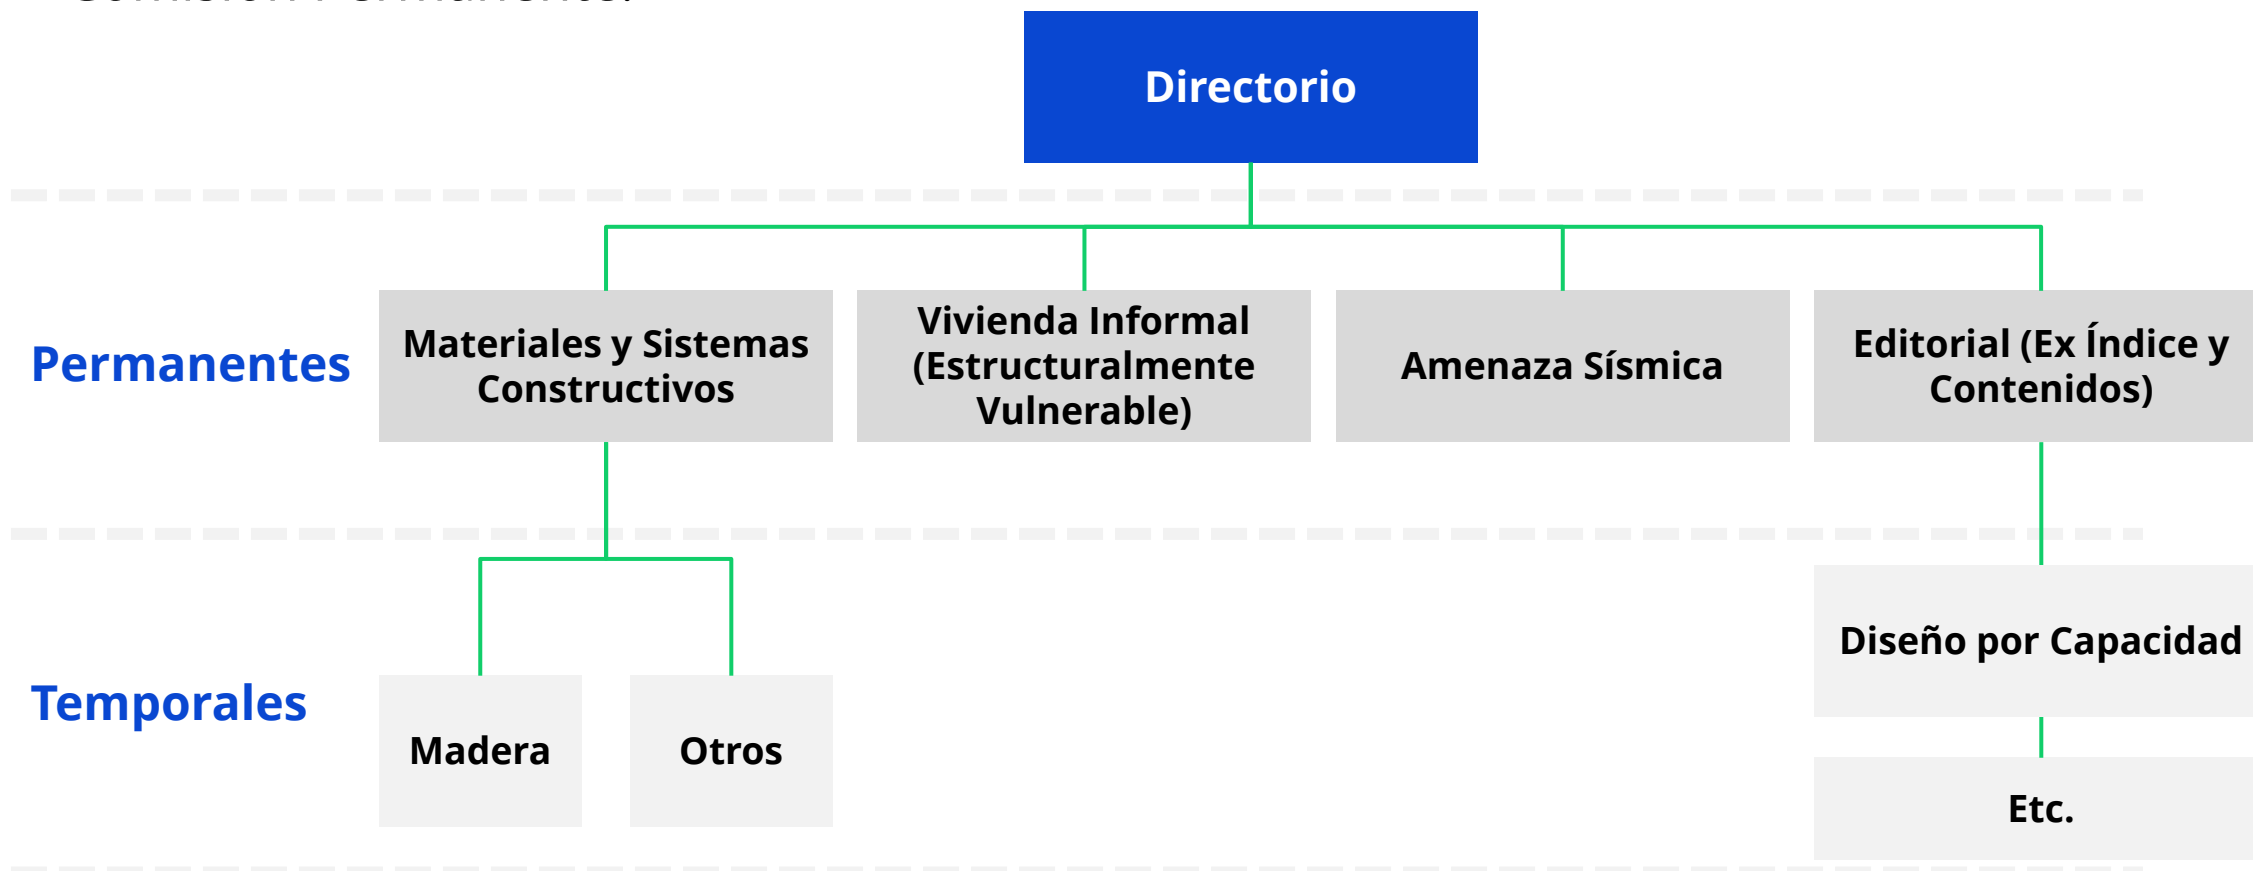 Directorio
Permanentes
Materiales y Sistemas
Constructivos
Vivienda Informal
(Estructuralmente
Vulnerable)
Amenaza Sísmica
Editorial (Ex Índice y
Contenidos)
Temporales
Madera
Otros
Diseño por Capacidad
Etc.